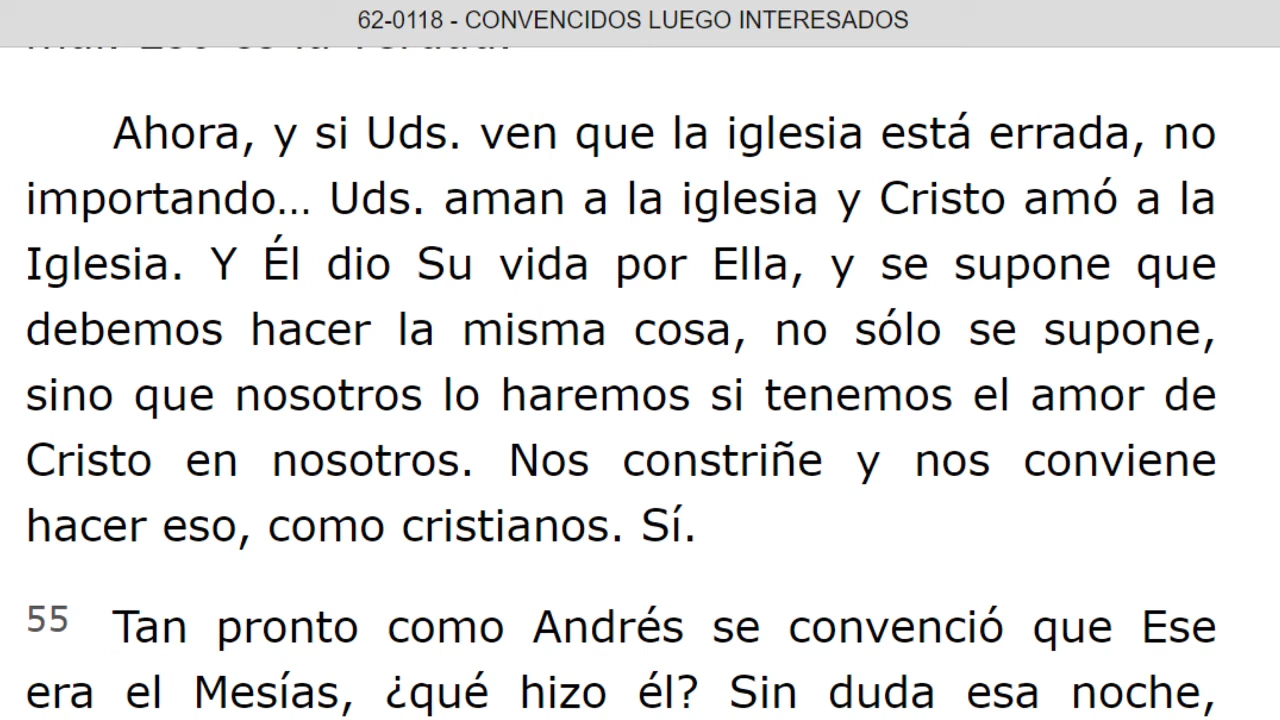 62-0118 - CONVENCIDOS LUEGO INTERESADOS
Ahora, y si Uds. ven que la iglesia está errada, no
importando… Uds. aman a la iglesia y Cristo amó a la
Iglesia. Y Él dio Su vida por Ella, y se supone que
debemos hacer la misma cosa, no sólo se supone,
sino que nosotros lo haremos si tenemos el amor de
Cristo en nosotros. Nos constriñe y nos conviene
hacer eso, como cristianos. Sí.
55 Tan pronto como Andrés se convenció que Ese
era el Mesías, ¿qué hizo él? Sin duda esa noche,